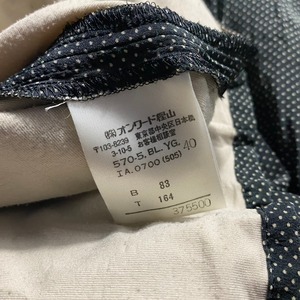 ㈱オンワード樫山
〒103-8239 東京都中央区日本橋
3-10-5 お客様相談室
570-5. BL. YG. 40
IA.0700 (505)
B 83
T 164
375500